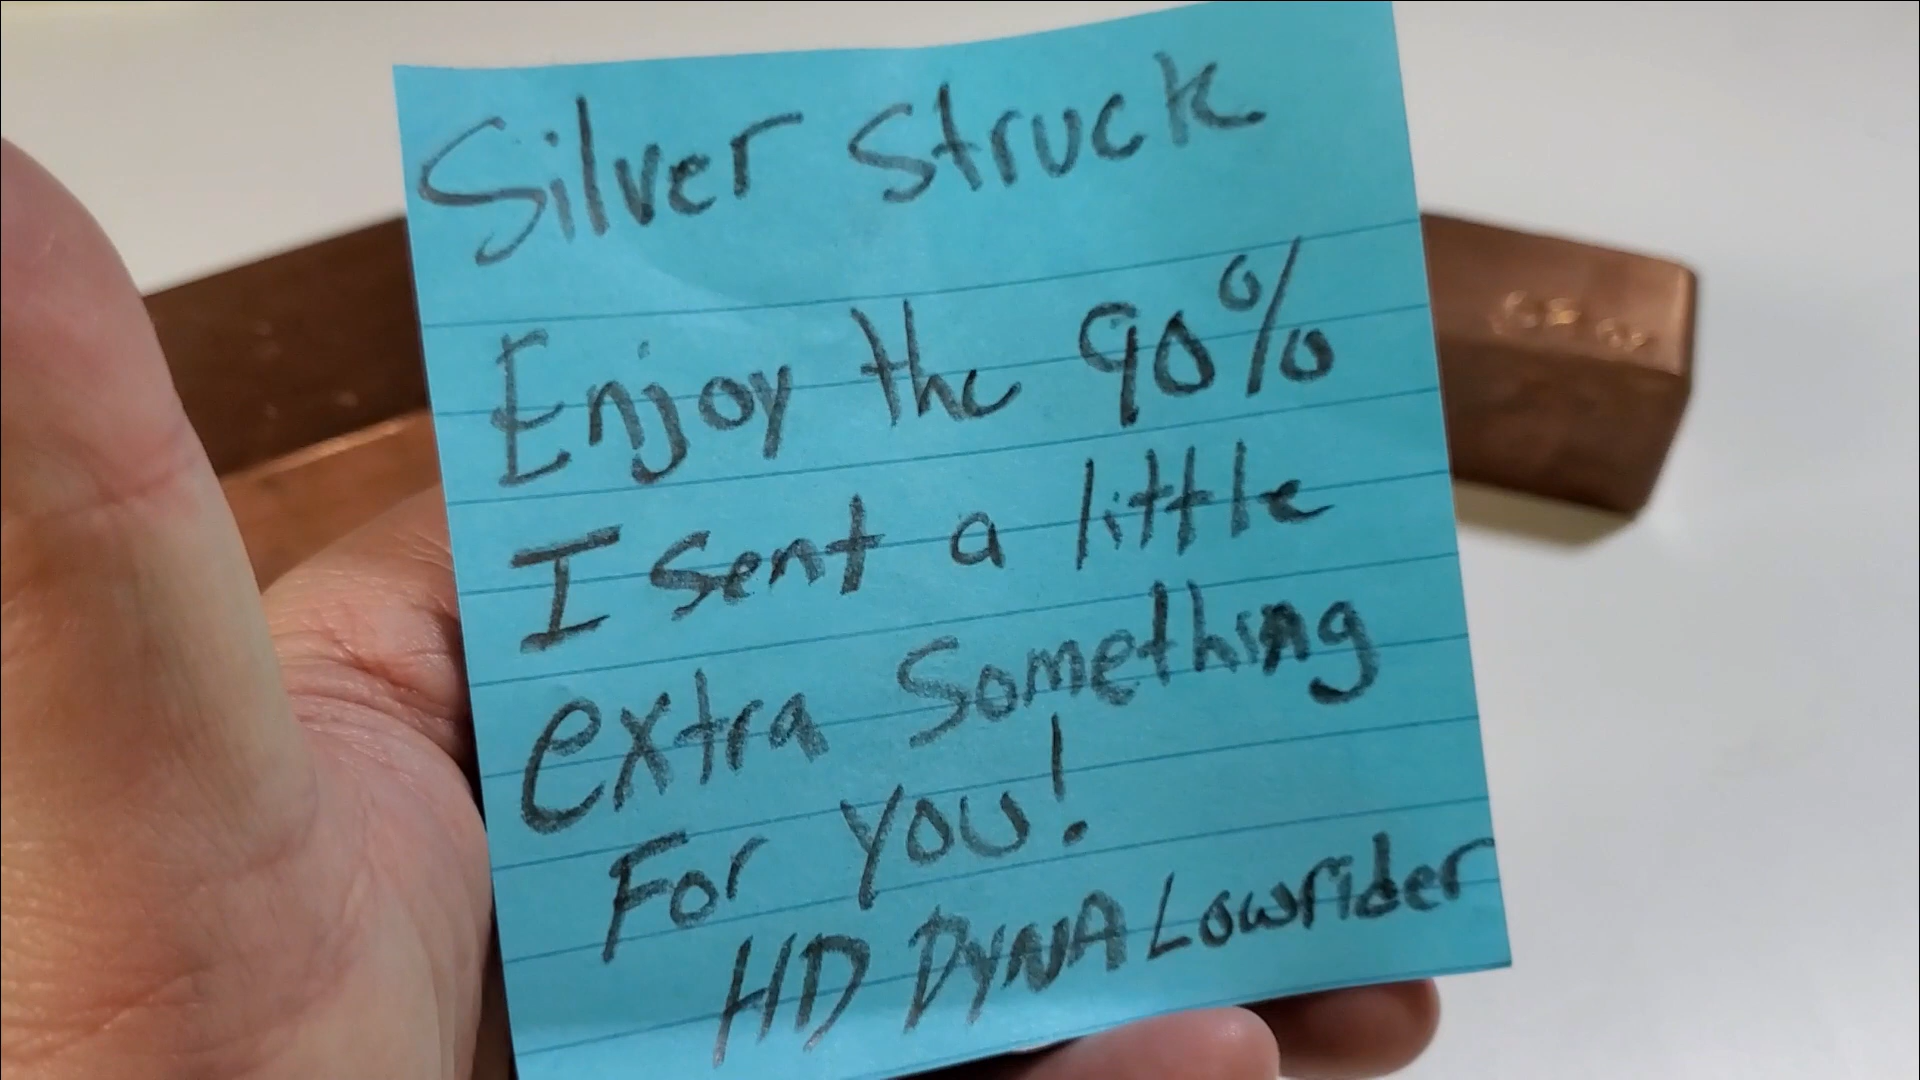 Silver Struck
Enjoy the 90%
I sent a little
extra Something
For you!
HD DYNA Lowrider